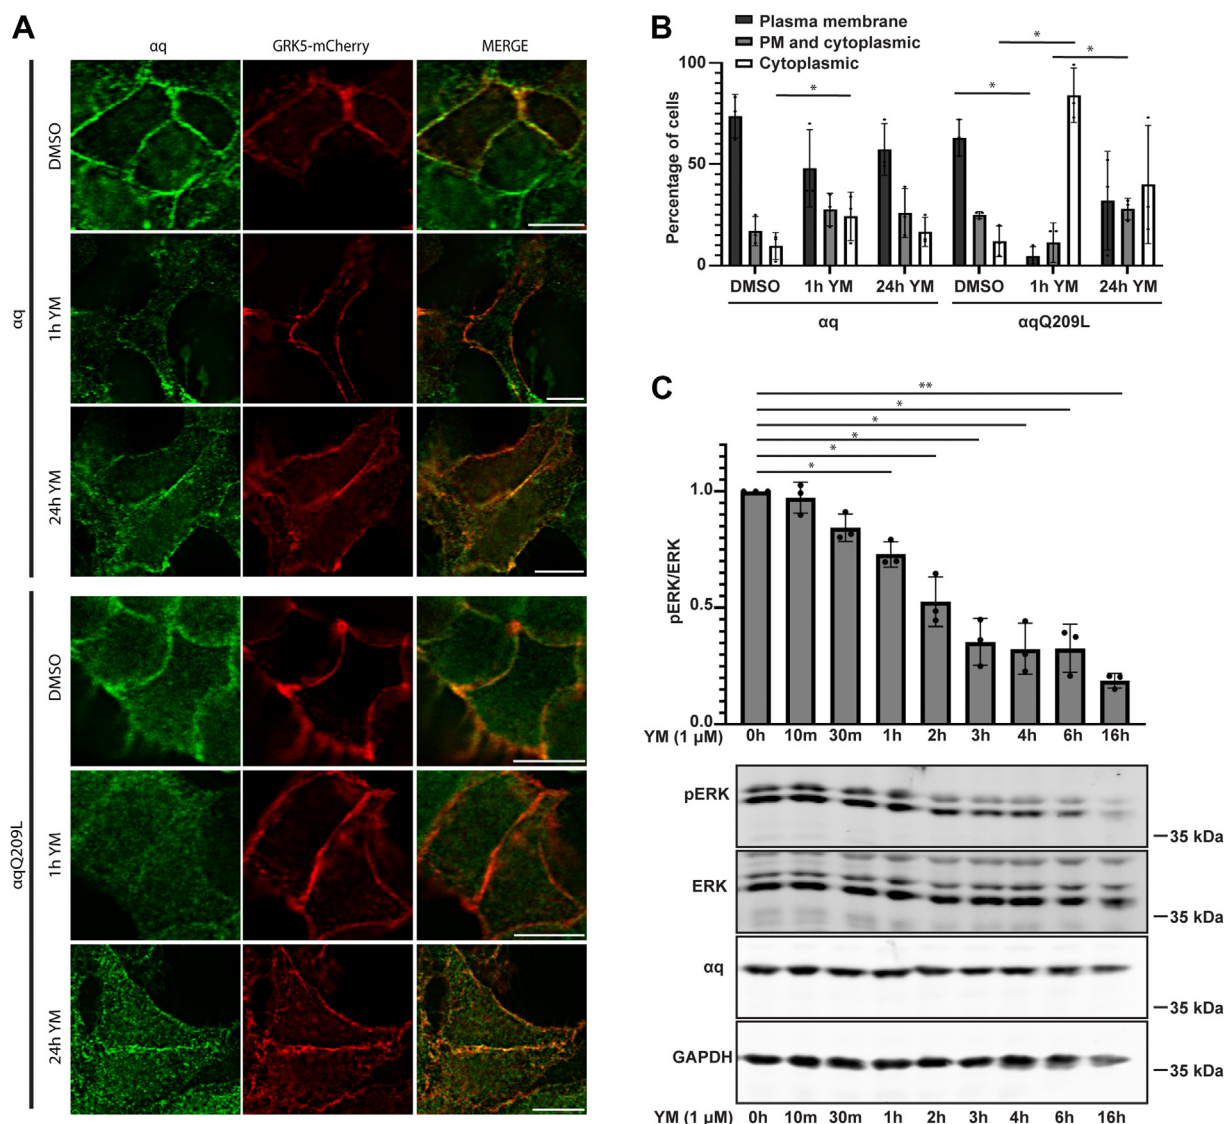 A
αq GRK5-mCherry MERGE
αq
DMSO
1h YM
24h YM
αqQ209L
DMSO
1h YM
24h YM
B
Plasma membrane
PM and cytoplasmic
Cytoplasmic
* * * *
Percentage of cells
100
50
0
DMSO 1h YM 24h YM DMSO 1h YM 24h YM
αq αqQ209L
C
**
*
*
*
*
*
pERK/ERK
1.0
0.5
0.0
YM (1 µM) 0h 10m 30m 1h 2h 3h 4h 6h 16h
pERK
35 kDa
ERK
35 kDa
αq
35 kDa
GAPDH
35 kDa
YM (1 µM) 0h 10m 30m 1h 2h 3h 4h 6h 16h